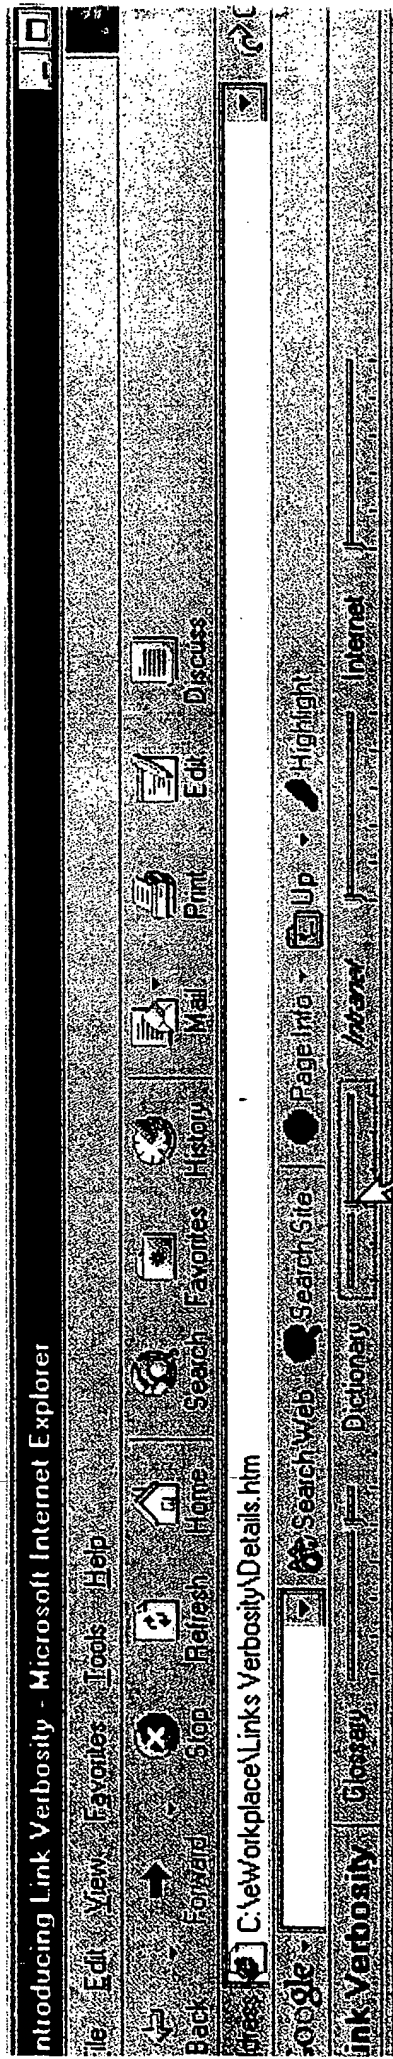 ntroducing Link Verbosity - Microsoft Internet Explorer
ile Edit View Favorites Tools Help
Back Forward Stop Refresh Home Search Favorites History Mail Print Edit Discuss
dress C:\eWorkplace\Links Verbosity\Details.htm
oogle Search Web Search Site Page Info Up Highlight
ink Verbosity Glossary Dictionary Intranet Internet